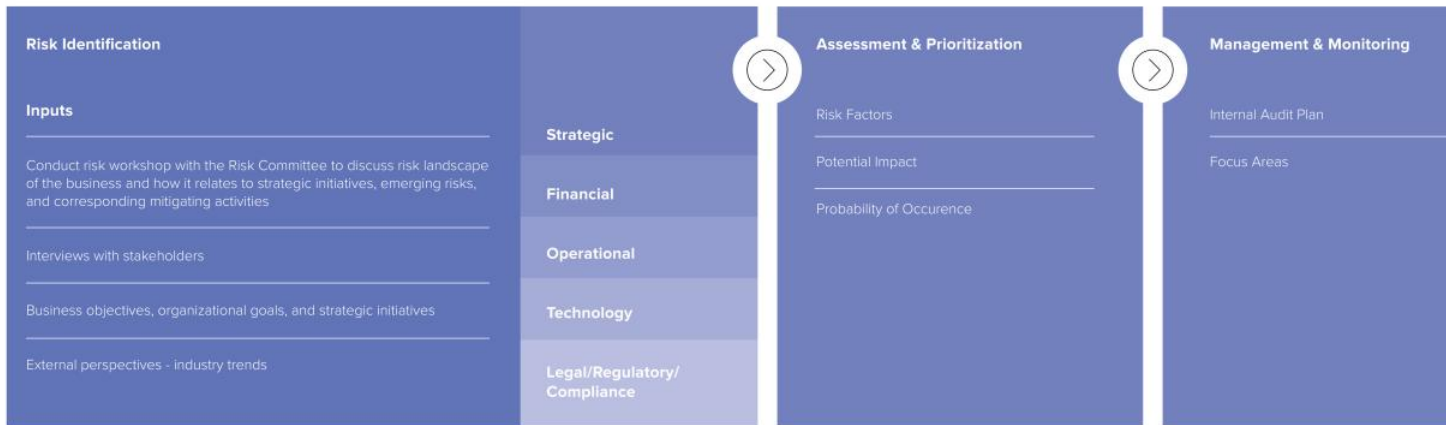 Risk Identification
Inputs
Conduct risk workshop with the Risk Committee to discuss risk landscape
of the business and how it relates to strategic initiatives, emerging risks,
and corresponding mitigating activities
Interviews with stakeholders
Business objectives, organizational goals, and strategic initiatives
External perspectives - industry trends
Strategic
Financial
Operational
Technology
Legal/Regulatory/
Compliance
Assessment & Prioritization
Risk Factors
Potential Impact
Probability of Occurence
Management & Monitoring
Internal Audit Plan
Focus Areas